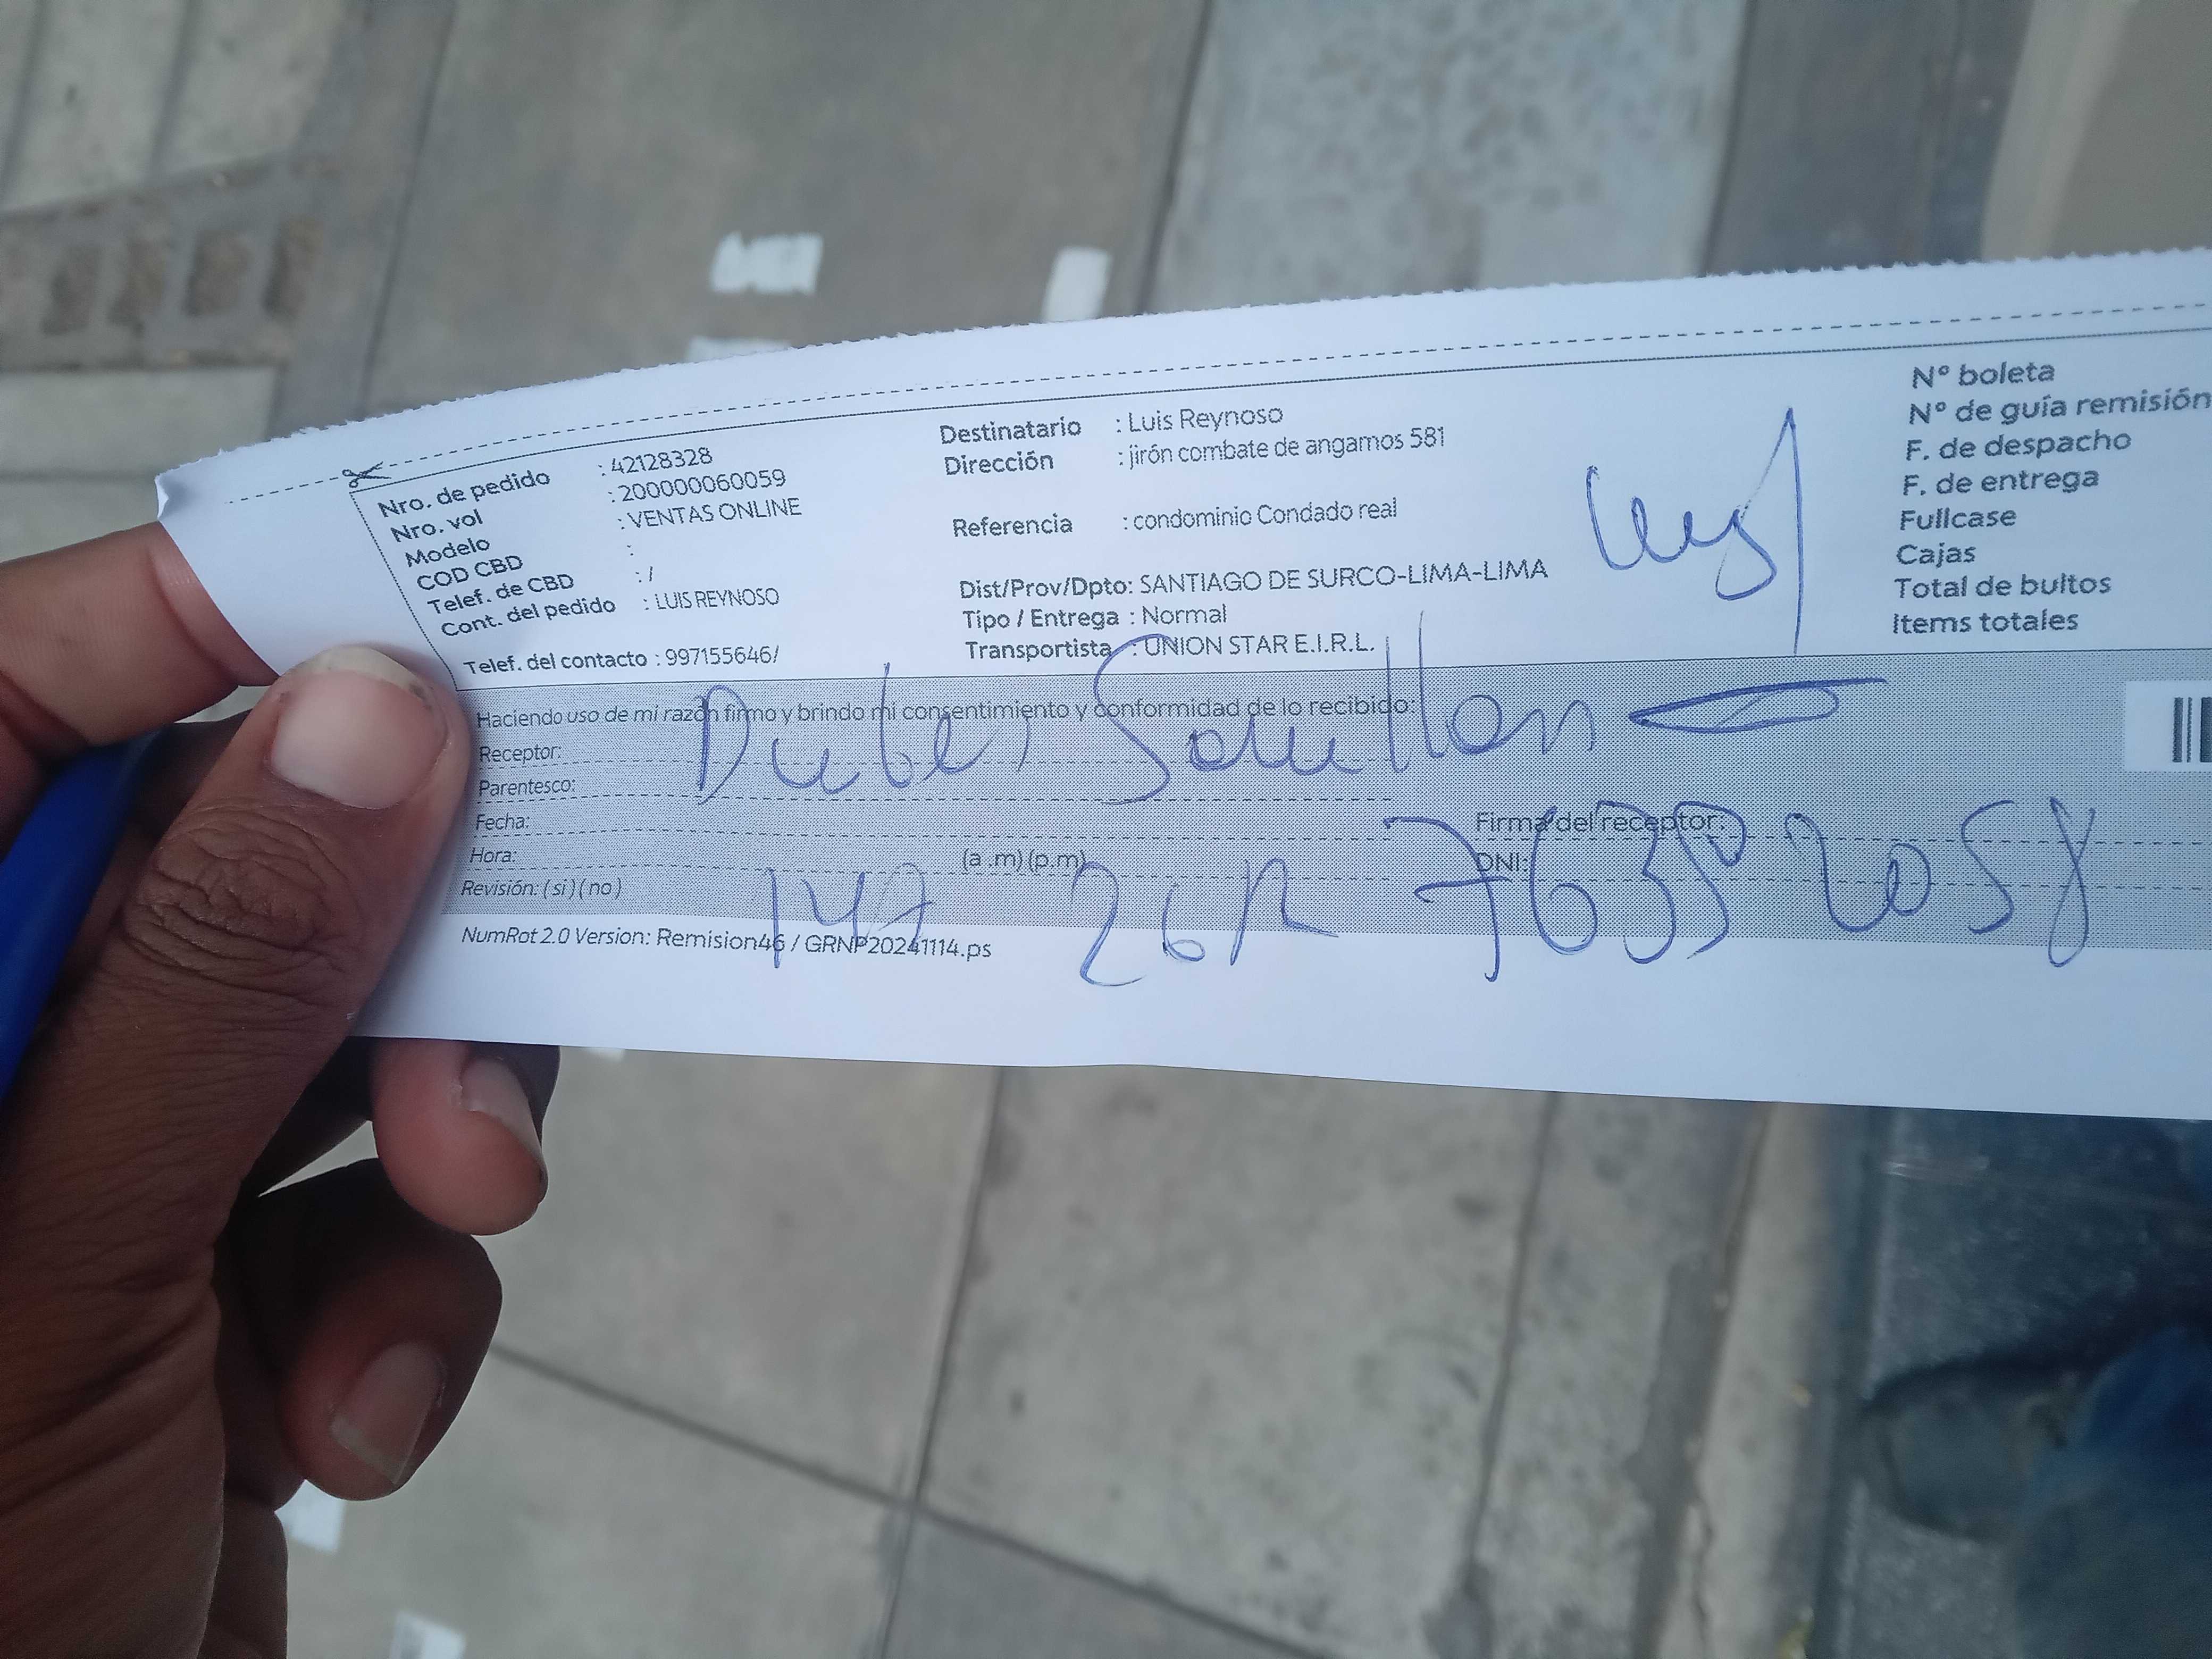 Nro. de pedido : 42128328
Nro. vol : 200000060059
Modelo : VENTAS ONLINE
COD CBD :
Telef. de CBD : /
Cont. del pedido : LUIS REYNOSO
Telef. del contacto : 997155646/
Destinatario : Luis Reynoso
Dirección : jirón combate de angamos 581
Referencia : condominio Condado real
Dist/Prov/Dpto: SANTIAGO DE SURCO-LIMA-LIMA
Tipo / Entrega : Normal
Transportista : UNION STAR E.I.R.L.
N° boleta
N° de guía remisión
F. de despacho
F. de entrega
Fullcase
Cajas
Total de bultos
Items totales
Haciendo uso de mi razón firmo y brindo mi consentimiento y conformidad de lo recibido:
Receptor:
Parentesco:
Fecha:
Hora: (a .m) (p.m)
Revisión: ( si ) ( no )
Firma del receptor:
DNI:
NumRot 2.0 Version: Remision46 / GRNP20241114.ps